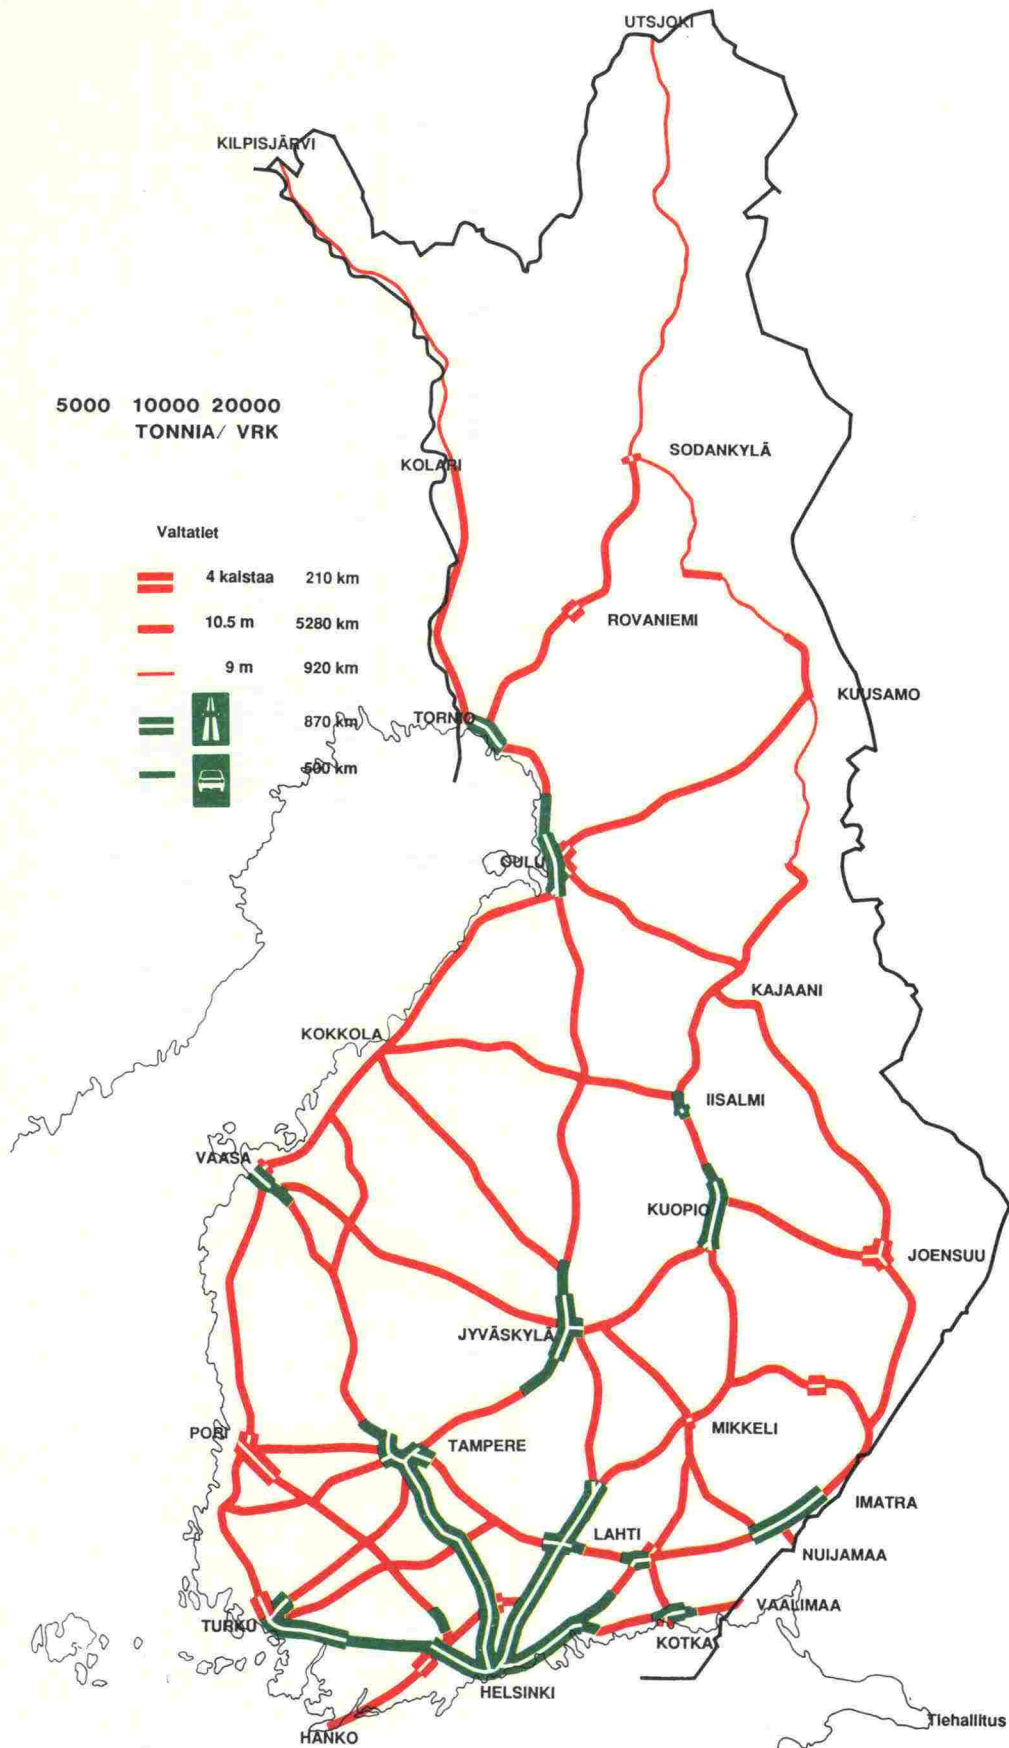 UTSJOKI
KILPISJÄRVI
5000 10000 20000
TONNIA/ VRK
KOLARI
SODANKYLÄ
Valtatiet
4 kaistaa 210 km
10.5 m 5280 km
9 m 920 km
870 km
500 km
ROVANIEMI
KUUSAMO
TORNIO
OULU
KAJAANI
KOKKOLA
IISALMI
VAASA
KUOPIO
JOENSUU
JYVÄSKYLÄ
MIKKELI
PORI
TAMPERE
IMATRA
LAHTI
NUIJAMAA
VAALIMAA
TURKU
KOTKA
HELSINKI
HANKO
Tiehallitus